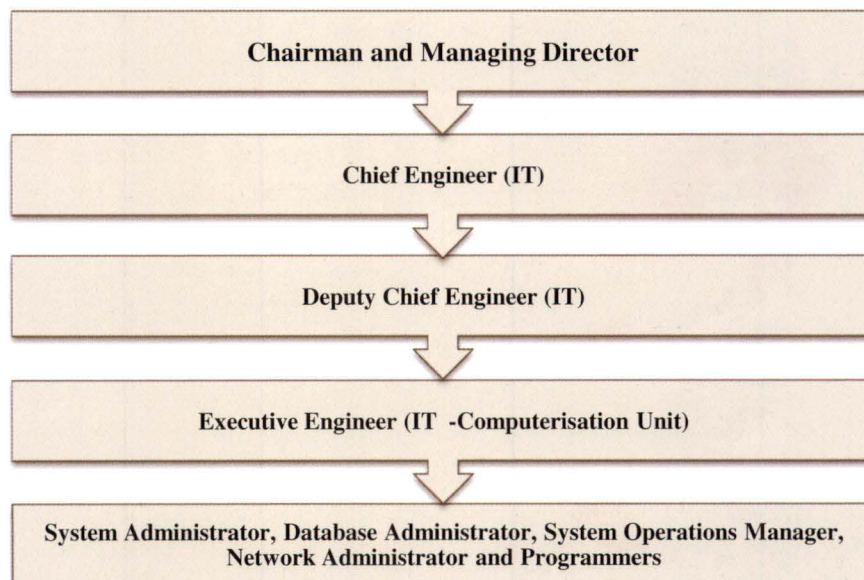 Chairman and Managing Director
Chief Engineer (IT)
Deputy Chief Engineer (IT)
Executive Engineer (IT -Computerisation Unit)
System Administrator, Database Administrator, System Operations Manager,
Network Administrator and Programmers